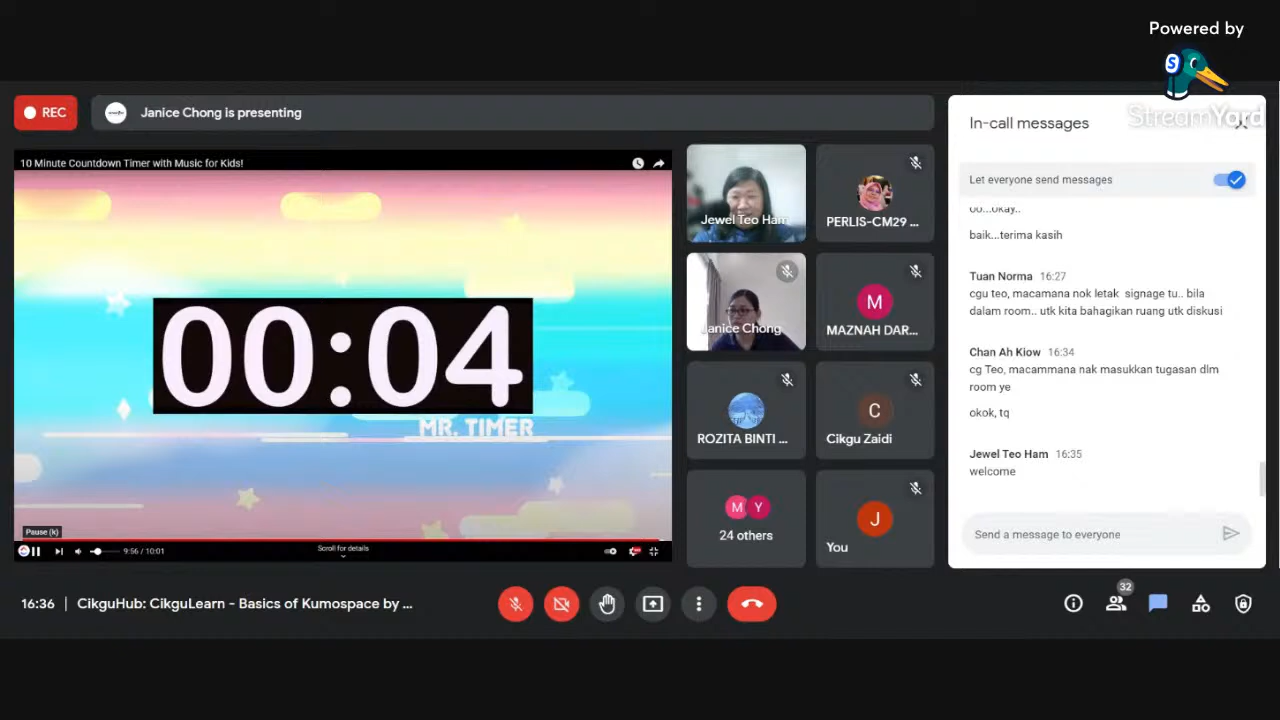 Powered by
StreamYard
REC
Janice Chong is presenting
10 Minute Countdown Timer with Music for Kids!
00:04
MR. TIMER
Pause (k)
9:56 / 10:01
Scroll for details
Jewel Teo Ham
PERLIS-CM29 ...
Janice Chong
M
MAZNAH DAR...
ROZITA BINTI ...
C
Cikgu Zaidi
M Y
24 others
J
You
In-call messages
Let everyone send messages
oo...okay..
baik...terima kasih
Tuan Norma 16:27
cgu teo, macamana nok letak signage tu.. bila
dalam room.. utk kita bahagikan ruang utk diskusi
Chan Ah Kiow 16:34
cg Teo, macammana nak masukkan tugasan dlm
room ye
okok, tq
Jewel Teo Ham 16:35
welcome
Send a message to everyone
16:36 | CikguHub: CikguLearn - Basics of Kumospace by ...
32